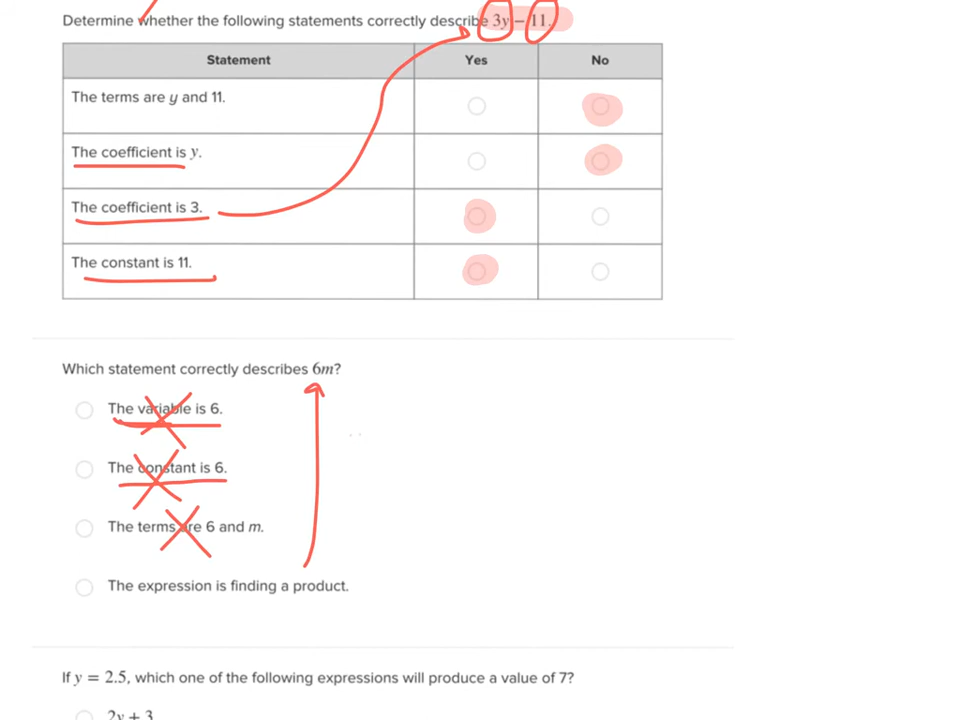 Determine whether the following statements correctly describe 3y − 11.
Statement Yes No
The terms are y and 11.
The coefficient is y.
The coefficient is 3.
The constant is 11.
Which statement correctly describes 6m?
The variable is 6.
The constant is 6.
The terms are 6 and m.
The expression is finding a product.
If y = 2.5, which one of the following expressions will produce a value of 7?
2y + 3